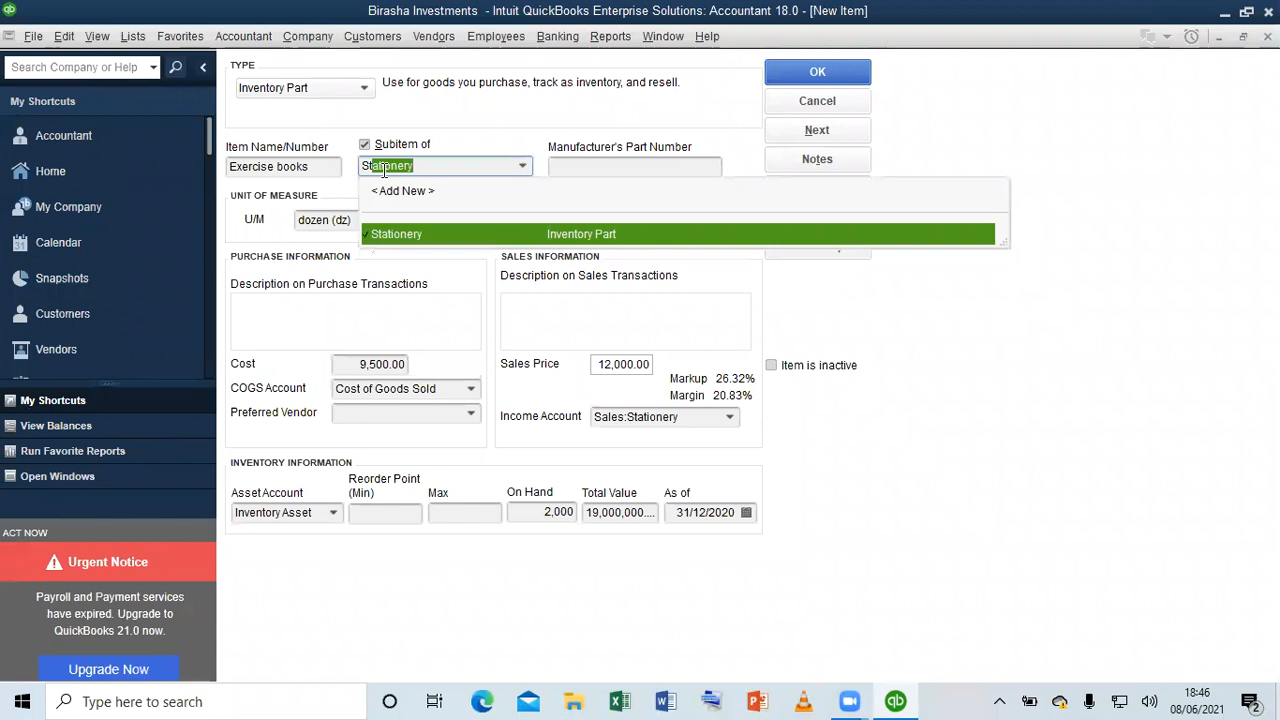 Birasha Investments - Intuit QuickBooks Enterprise Solutions: Accountant 18.0 - [New Item]
File Edit View Lists Favorites Accountant Company Customers Vendors Employees Banking Reports Window Help
Search Company or Help
My Shortcuts
Accountant
Home
My Company
Calendar
Snapshots
Customers
Vendors
My Shortcuts
View Balances
Run Favorite Reports
Open Windows
ACT NOW
Urgent Notice
Payroll and Payment services
have expired. Upgrade to
QuickBooks 21.0 now.
Upgrade Now
TYPE
Inventory Part
Use for goods you purchase, track as inventory, and resell.
OK
Cancel
Next
Notes
Item Name/Number
Exercise books
Subitem of
Stationery
Manufacturer's Part Number
< Add New >
Stationery Inventory Part
UNIT OF MEASURE
U/M dozen (dz)
PURCHASE INFORMATION
Description on Purchase Transactions
Cost 9,500.00
COGS Account Cost of Goods Sold
Preferred Vendor
SALES INFORMATION
Description on Sales Transactions
Sales Price 12,000.00
Markup 26.32%
Margin 20.83%
Income Account Sales:Stationery
Item is inactive
INVENTORY INFORMATION
Asset Account
Inventory Asset
Reorder Point
(Min)
Max
On Hand
2,000
Total Value
19,000,000....
As of
31/12/2020
Type here to search
18:46
08/06/2021
2